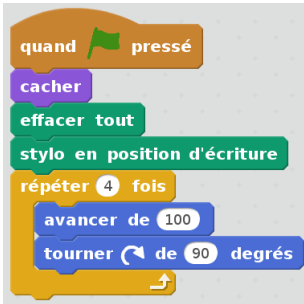 quand pressé
cacher
effacer tout
stylo en position d'écriture
répéter 4 fois
avancer de 100
tourner de 90 degrés